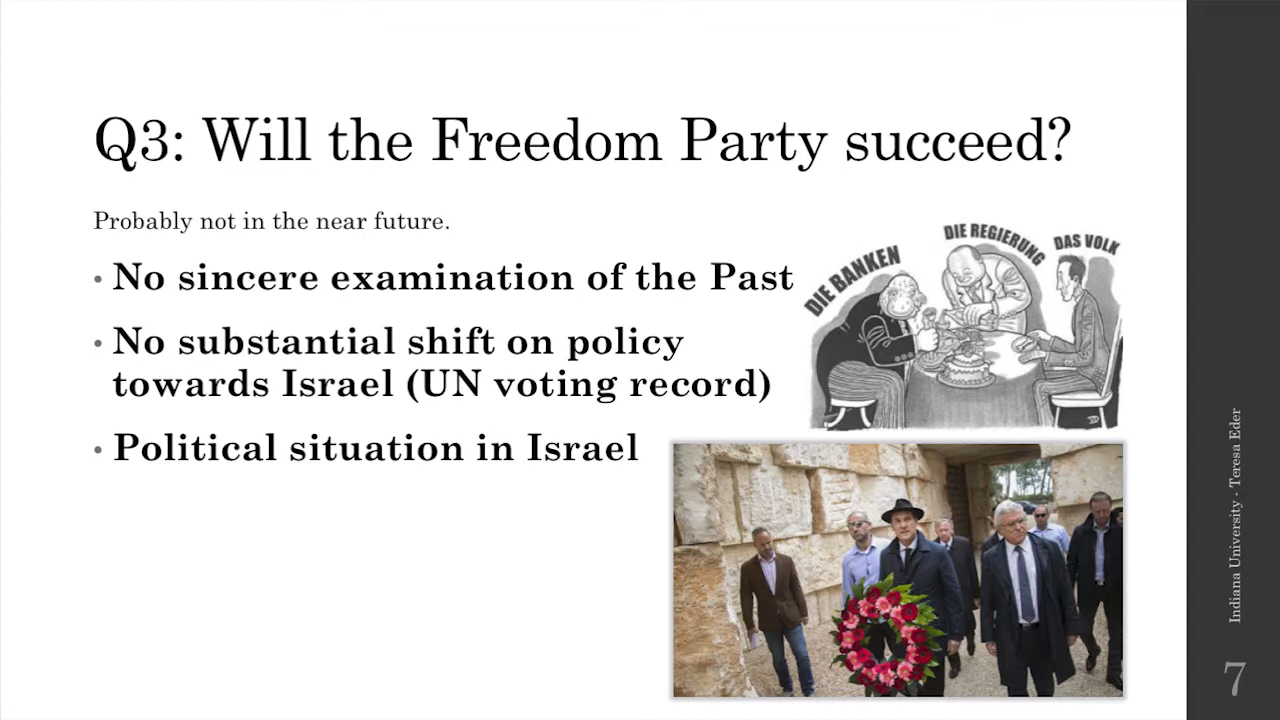 Q3: Will the Freedom Party succeed?
Probably not in the near future.
• No sincere examination of the Past
• No substantial shift on policy
towards Israel (UN voting record)
• Political situation in Israel
DIE BANKEN
DIE REGIERUNG
DAS VOLK
Indiana University - Teresa Eder
7